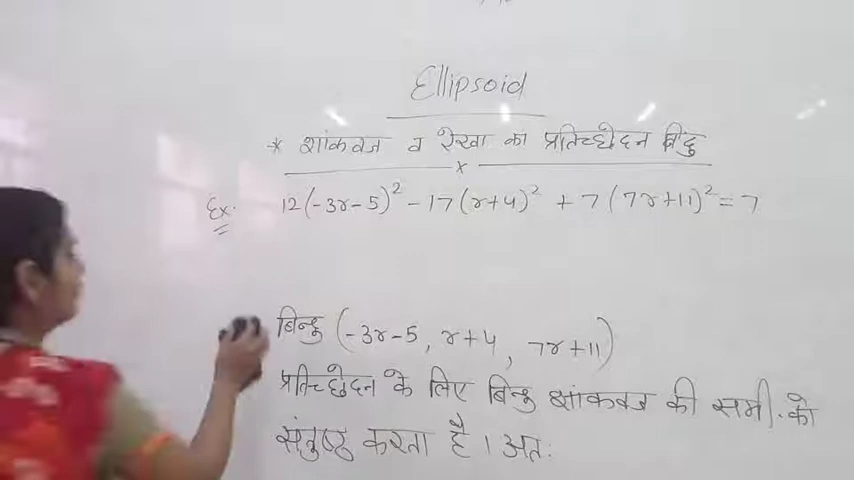 Ellipsoid
* शांकवज व रेखा का प्रतिच्छेदन बिंदु
x
Ex. 12(-3r-5)² - 17(r+4)² + 7(7r+11)² = 7
बिन्दु (-3r-5, r+4, 7r+11)
प्रतिच्छेदन के लिए बिन्दु शांकवज की समी. को
संतुष्ट करता है । अतः